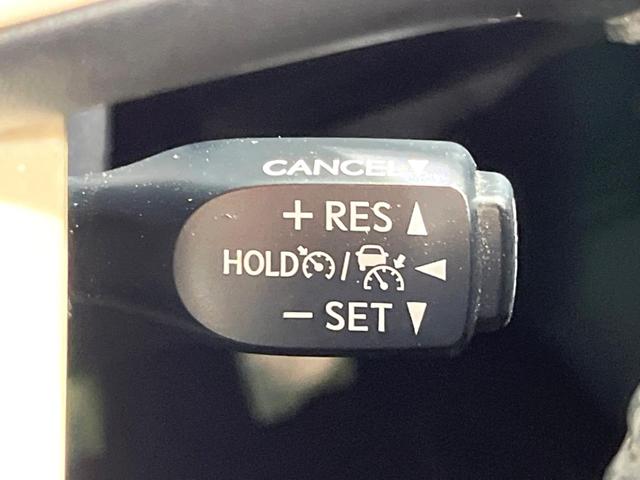 CANCEL▼
+ RES ▲
HOLD / ◀
− SET ▼